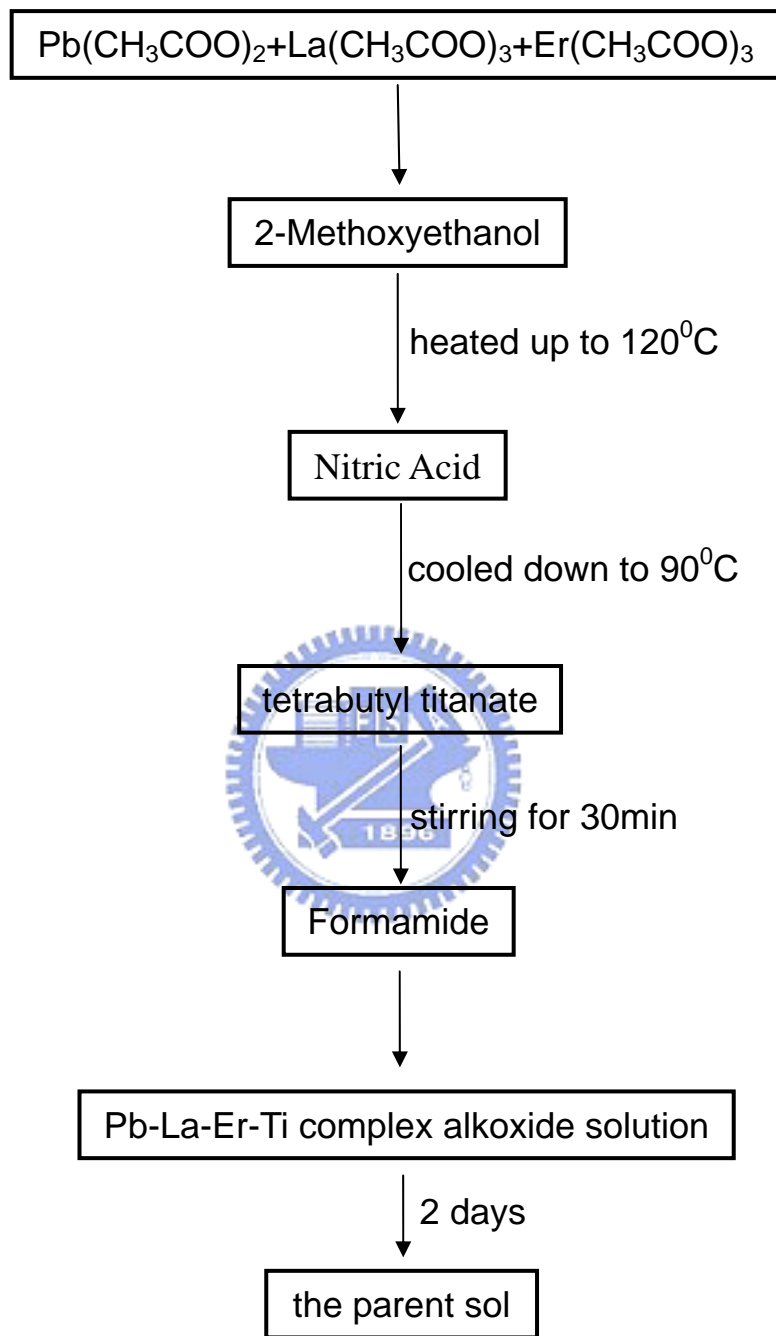 Pb(CH₃COO)₂+La(CH₃COO)₃+Er(CH₃COO)₃
2-Methoxyethanol
heated up to 120⁰C
Nitric Acid
cooled down to 90⁰C
tetrabutyl titanate
stirring for 30min
1896
Formamide
Pb-La-Er-Ti complex alkoxide solution
2 days
the parent sol